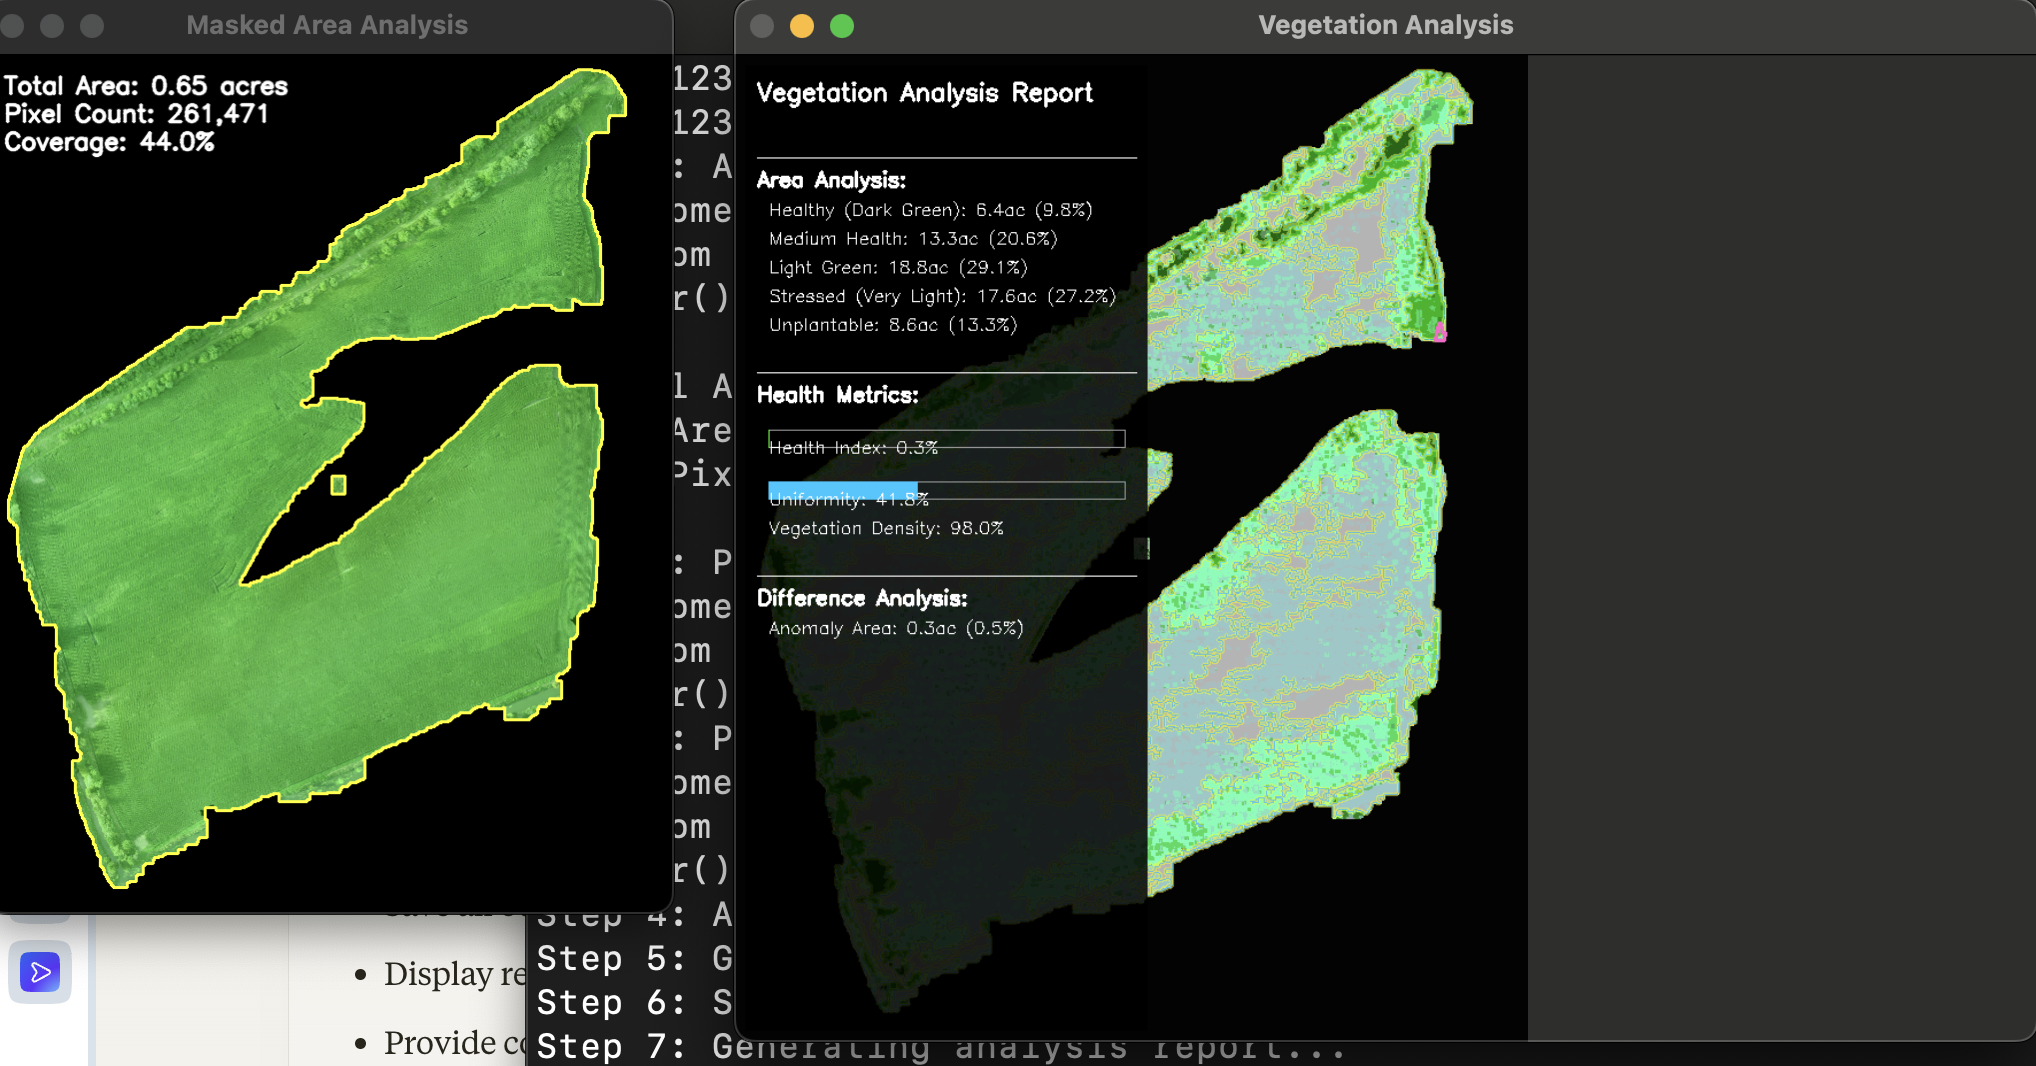 Masked Area Analysis
Total Area: 0.65 acres
Pixel Count: 261,471
Coverage: 44.0%
Vegetation Analysis
Vegetation Analysis Report
Area Analysis:
Healthy (Dark Green): 6.4ac (9.8%)
Medium Health: 13.3ac (20.6%)
Light Green: 18.8ac (29.1%)
Stressed (Very Light): 17.6ac (27.2%)
Unplantable: 8.6ac (13.3%)
Health Metrics:
Health Index: 0.3%
Uniformity: 41.8%
Vegetation Density: 98.0%
Difference Analysis:
Anomaly Area: 0.3ac (0.5%)
123
123
: A
ome
om
r()
l A
Are
Pix
: P
ome
om
r()
: P
ome
om
r()
Step 4: A
Step 5: G
Step 6: S
Step 7: Generating analysis report...
• Display re
• Provide co